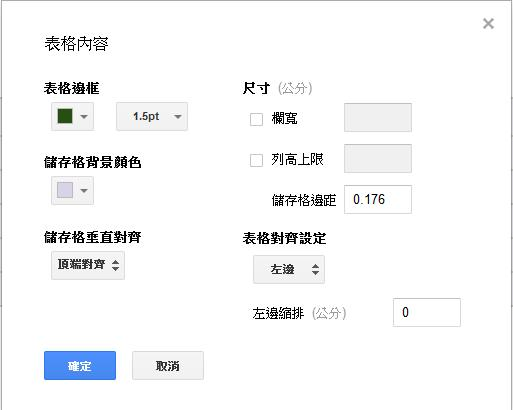 表格內容
表格邊框
1.5pt
儲存格背景顏色
儲存格垂直對齊
頂端對齊
尺寸 (公分)
欄寬
列高上限
儲存格邊距 0.176
表格對齊設定
左邊
左邊縮排 (公分) 0
確定 取消